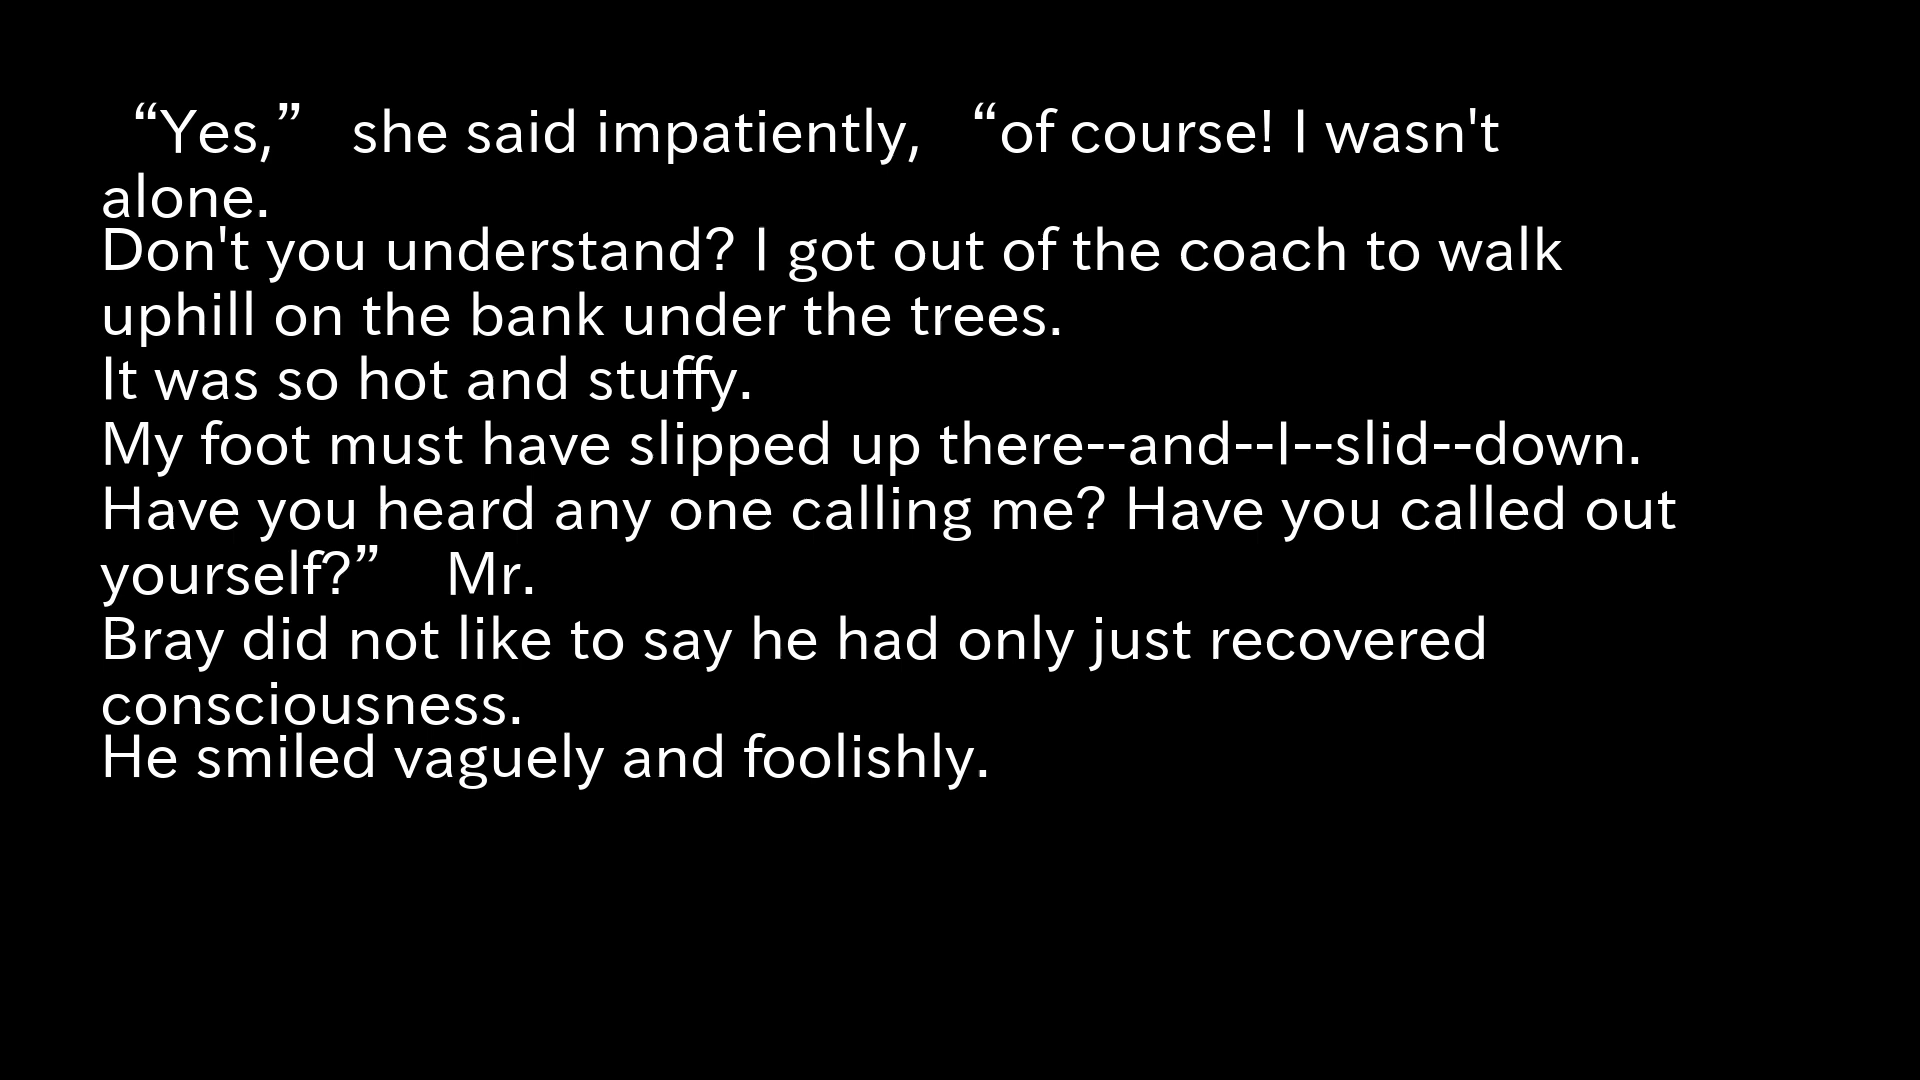 “Yes,” she said impatiently, “of course! I wasn't
alone.
Don't you understand? I got out of the coach to walk
uphill on the bank under the trees.
It was so hot and stuffy.
My foot must have slipped up there--and--I--slid--down.
Have you heard any one calling me? Have you called out
yourself?” Mr.
Bray did not like to say he had only just recovered
consciousness.
He smiled vaguely and foolishly.